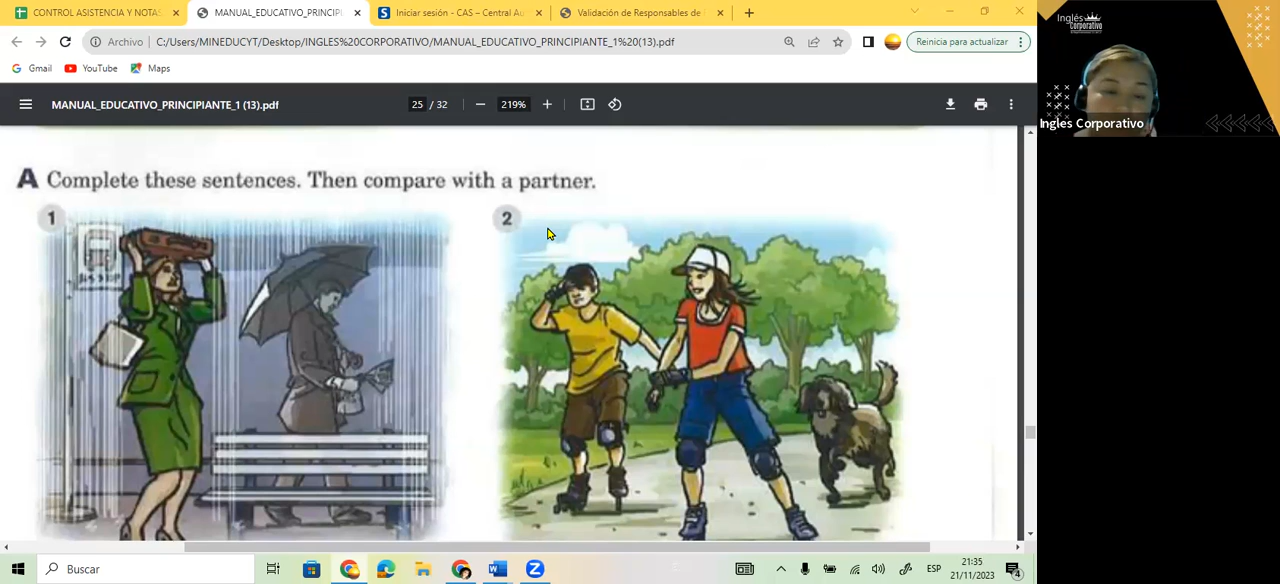 CONTROL ASISTENCIA Y NOTAS
MANUAL_EDUCATIVO_PRINCIPI
Iniciar sesión - CAS – Central Au
Validación de Responsables de
Archivo
C:/Users/MINEDUCYT/Desktop/INGLES%20CORPORATIVO/MANUAL_EDUCATIVO_PRINCIPIANTE_1%20(13).pdf
Reinicia para actualizar
Gmail
YouTube
Maps
MANUAL_EDUCATIVO_PRINCIPIANTE_1 (13).pdf
25 / 32
219%
A Complete these sentences. Then compare with a partner.
1
2
Inglés
Corporativo
Ingles Corporativo
Buscar
ESP
21:35
21/11/2023
4